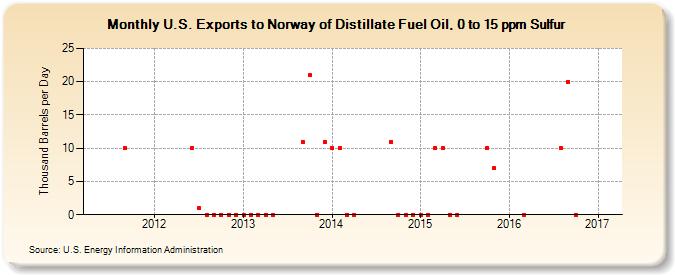 Monthly U.S. Exports to Norway of Distillate Fuel Oil, 0 to 15 ppm Sulfur
Thousand Barrels per Day
25
20
15
10
5
0
2012 2013 2014 2015 2016 2017
Source: U.S. Energy Information Administration